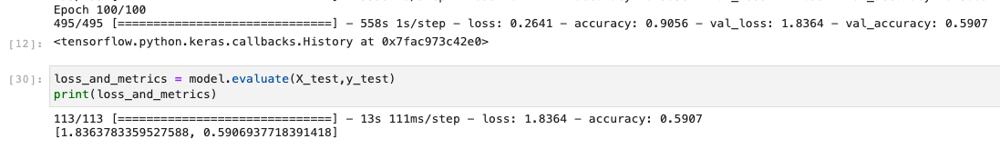 Epoch 100/100
495/495 [==============================] - 558s 1s/step - loss: 0.2641 - accuracy: 0.9056 - val_loss: 1.8364 - val_accuracy: 0.5907
[12]: <tensorflow.python.keras.callbacks.History at 0x7fac973c42e0>
[30]: loss_and_metrics = model.evaluate(X_test,y_test)
print(loss_and_metrics)
113/113 [==============================] - 13s 111ms/step - loss: 1.8364 - accuracy: 0.5907
[1.8363783359527588, 0.5906937718391418]